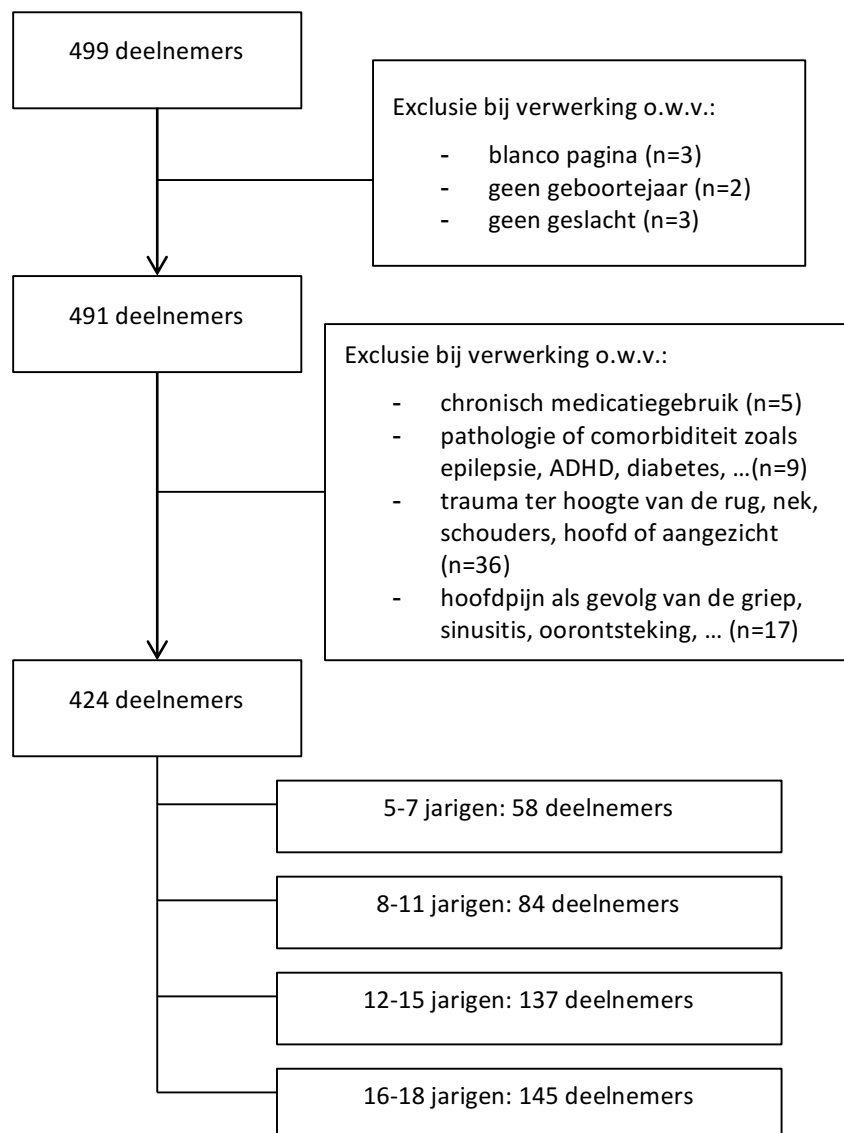 499 deelnemers
Exclusie bij verwerking o.w.v.:
- blanco pagina (n=3)
- geen geboortejaar (n=2)
- geen geslacht (n=3)
491 deelnemers
Exclusie bij verwerking o.w.v.:
- chronisch medicatiegebruik (n=5)
- pathologie of comorbiditeit zoals
epilepsie, ADHD, diabetes, …(n=9)
- trauma ter hoogte van de rug, nek,
schouders, hoofd of aangezicht
(n=36)
- hoofdpijn als gevolg van de griep,
sinusitis, oorontsteking, … (n=17)
424 deelnemers
5-7 jarigen: 58 deelnemers
8-11 jarigen: 84 deelnemers
12-15 jarigen: 137 deelnemers
16-18 jarigen: 145 deelnemers